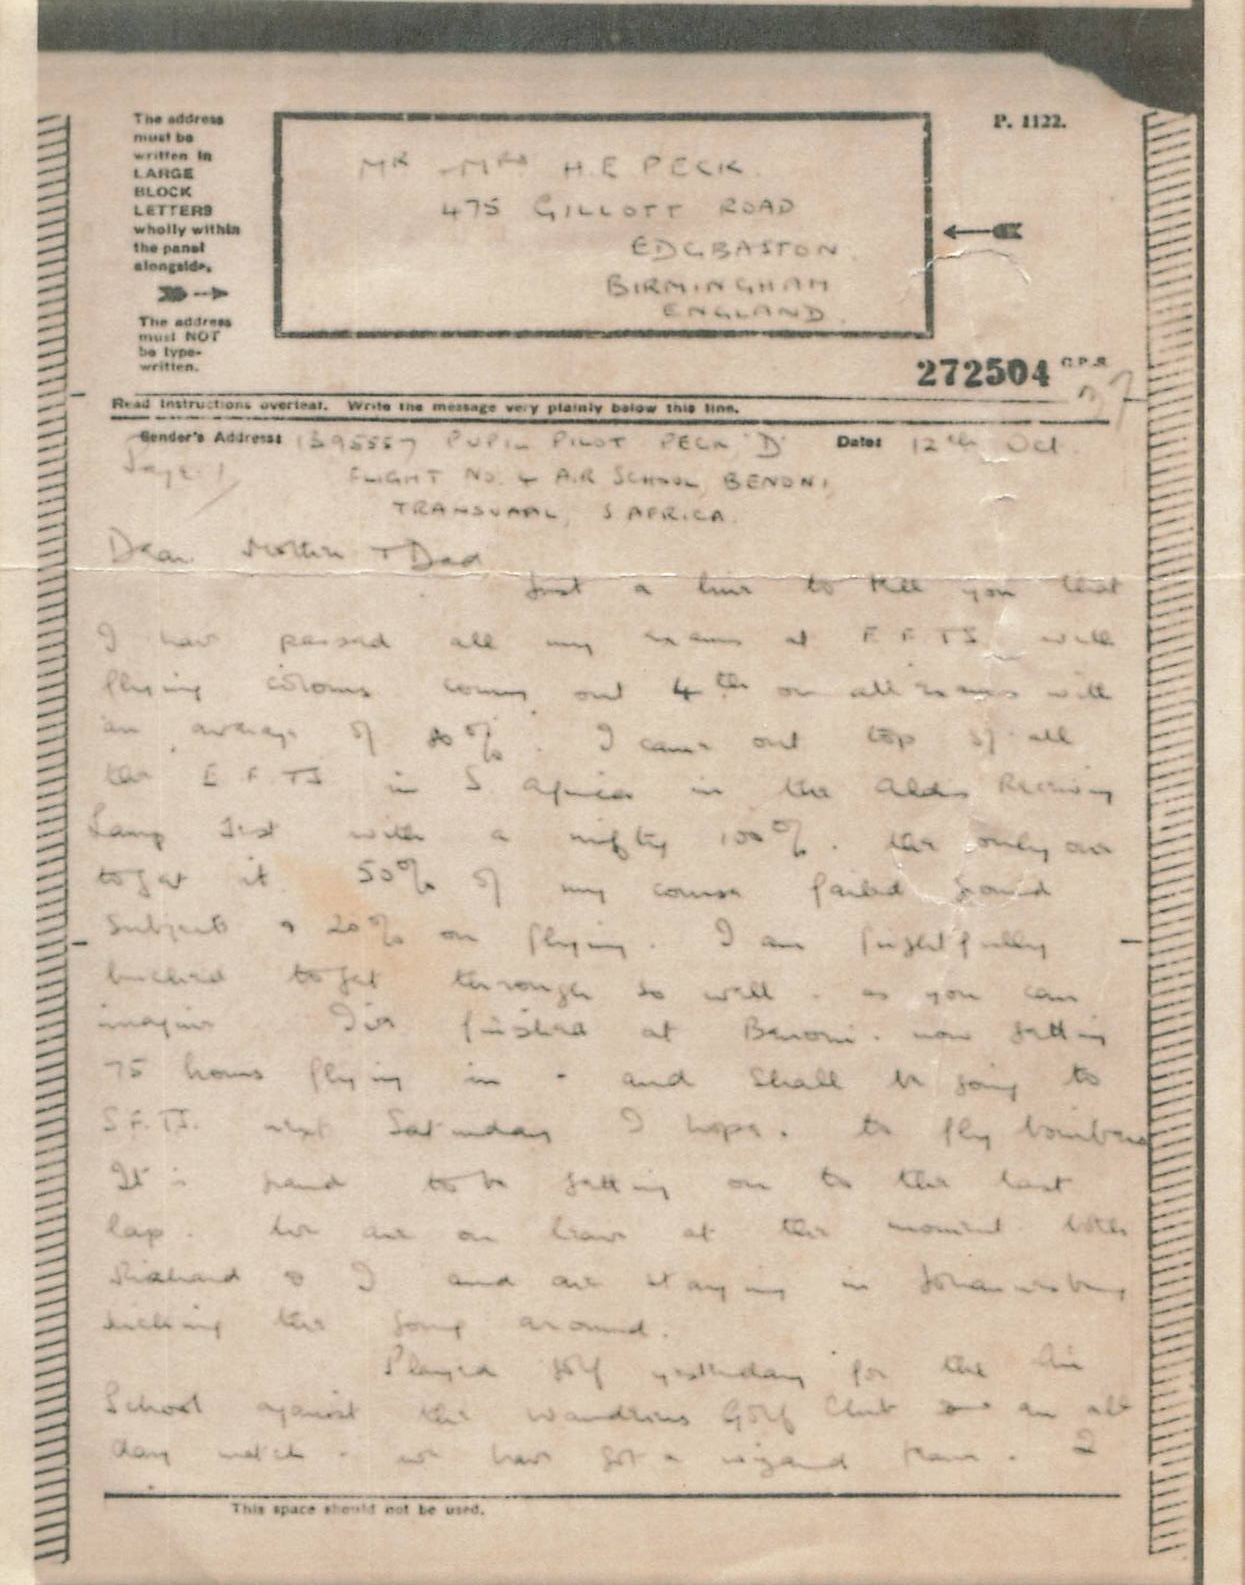 The address
must be
written in
LARGE
BLOCK
LETTERS
wholly within
the panel
alongside.
The address
must NOT
be type-
written.
MR MRS H.E PECK.
475 GILLOTT ROAD
EDGBASTON.
BIRMINGHAM
ENGLAND.
P. 1122.
272504
Read instructions overleaf. Write the message very plainly below this line.
Sender's Address: 1395557 PUPIL PILOT PECK 'D' Date: 12th Oct.
Page 1/
FLIGHT NO. 4 AIR SCHOOL, BENONI,
TRANSVAAL, S AFRICA.
Dear Mother + Dad
Just a line to tell you that
I have passed all my exams at E F T S with
flying colours coming out 4th on all exams with
an average of 80%. I came out top of all
the E F T S in S. Africa in the Aldis Receiving
Lamp Test with a nifty 100%. the only one
to get it. 50% of my course failed ground
subjects & 20% on flying. I am frightfully
bucked to get through so well. as you can
imagine I've finished at Benoni. now getting
75 hours flying in - and shall be going to
S.F.T.S. next Saturday I hope. to fly bombers
It is grand to be getting on to the last
lap. We are on leave at the moment both
Richard & I and are staying in Johannesburg
kicking the gong around.
Played golf yesterday for the Air
School against the Wanderers Golf Club an all
day match - we have got a wizard team. I
This space should not be used.